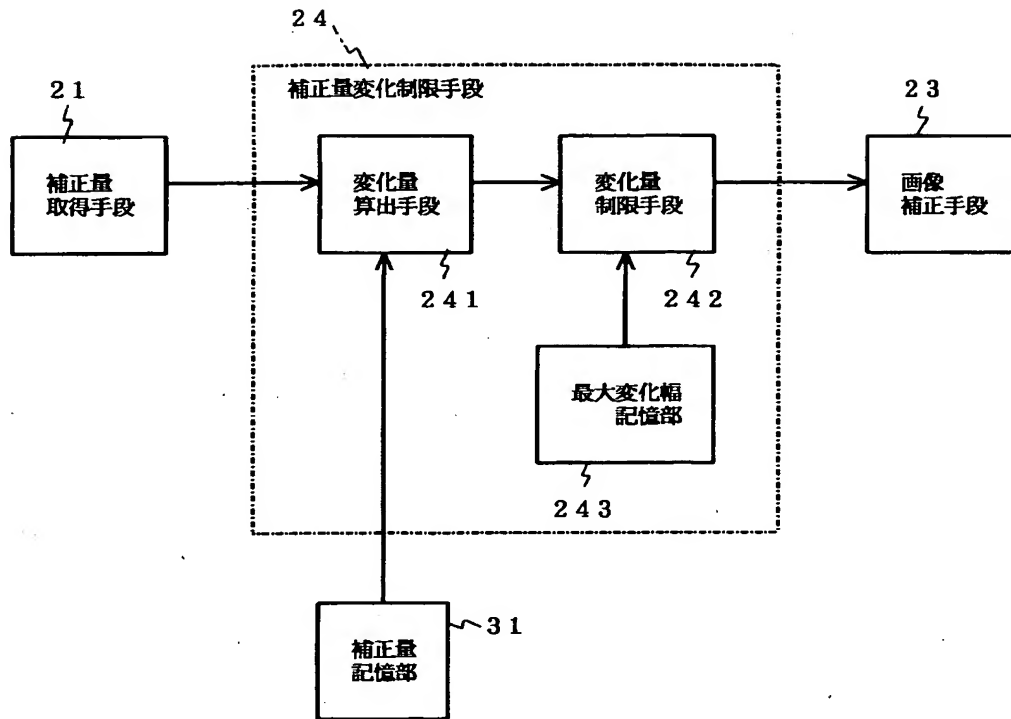 ２４
補正量変化制限手段
２１
補正量
取得手段
変化量
算出手段
２４１
変化量
制限手段
２４２
２３
画像
補正手段
最大変化幅
記憶部
２４３
３１
補正量
記憶部